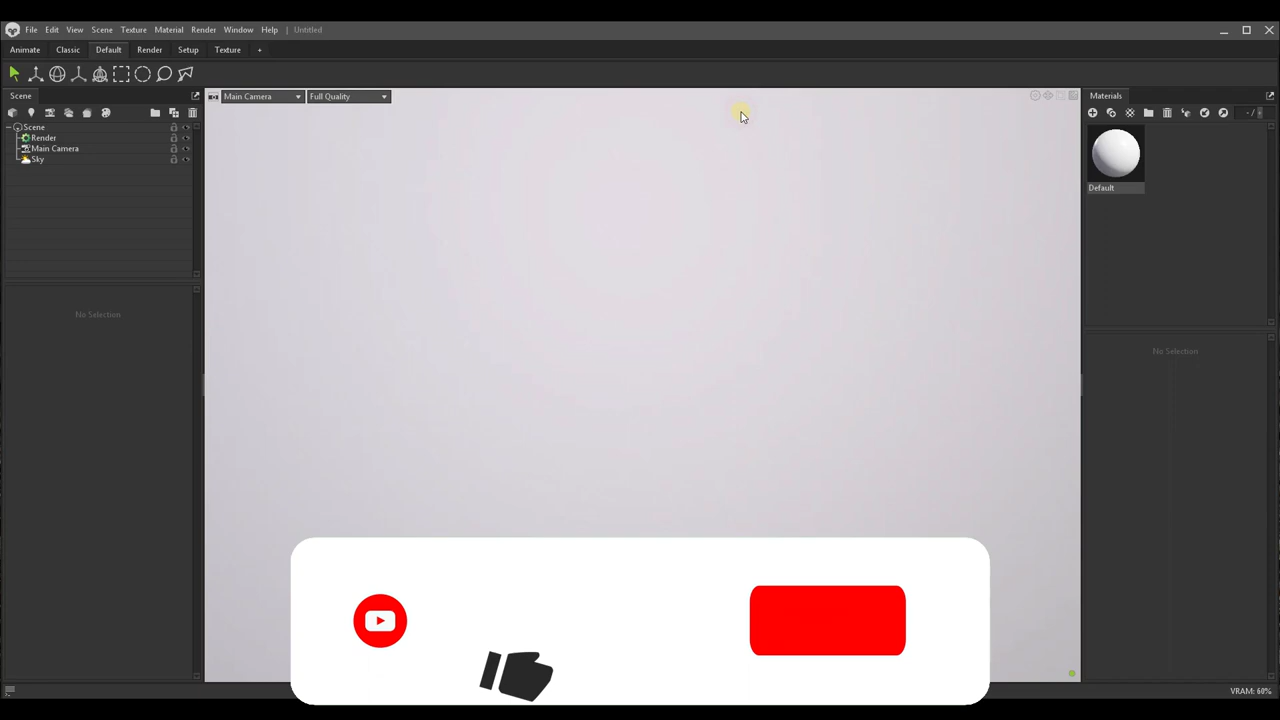 File Edit View Scene Texture Material Render Window Help | Untitled
Animate Classic Default Render Setup Texture +
Scene
Main Camera
Full Quality
Materials
Scene
Render
Main Camera
Sky
No Selection
- /
Default
No Selection
VRAM: 60%